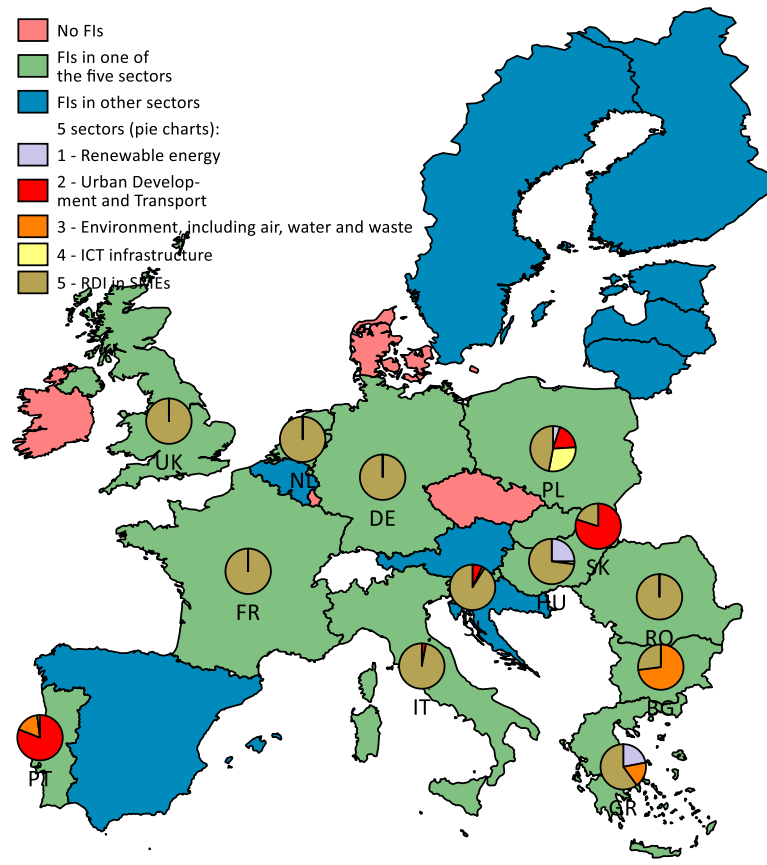 No FIs
FIs in one of
the five sectors
FIs in other sectors
5 sectors (pie charts):
1 - Renewable energy
2 - Urban Develop-
ment and Transport
3 - Environment, including air, water and waste
4 - ICT infrastructure
5 - RDI in SMEs
UK
NL
DE
PL
SK
HU
FR
SI
RO
IT
BG
PT
GR